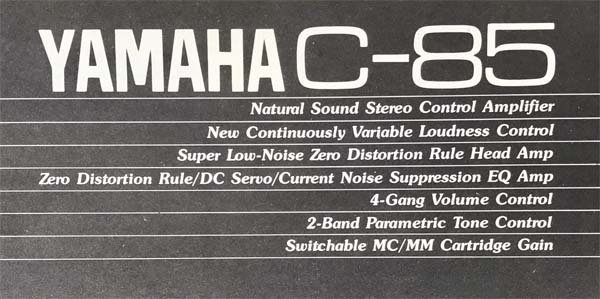 YAMAHA C-85
Natural Sound Stereo Control Amplifier
New Continuously Variable Loudness Control
Super Low-Noise Zero Distortion Rule Head Amp
Zero Distortion Rule/DC Servo/Current Noise Suppression EQ Amp
4-Gang Volume Control
2-Band Parametric Tone Control
Switchable MC/MM Cartridge Gain